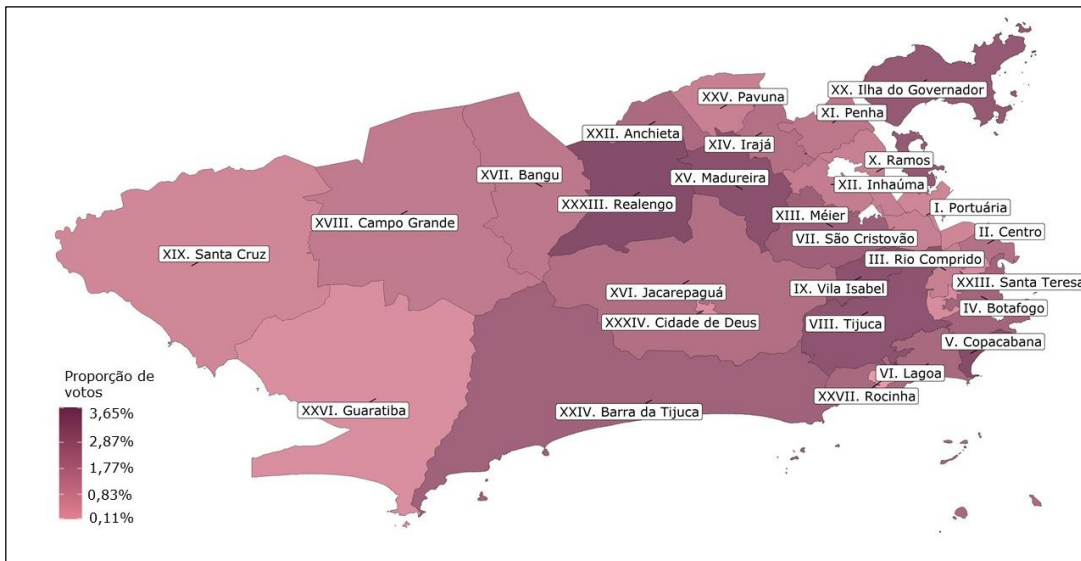 XX. Ilha do Governador
XXV. Pavuna
XI. Penha
XXII. Anchieta
XIV. Irajá
X. Ramos
XVII. Bangu
XV. Madureira
XII. Inhaúma
XXXIII. Realengo
I. Portuária
XVIII. Campo Grande
XIII. Méier
II. Centro
VII. São Cristovão
XIX. Santa Cruz
III. Rio Comprido
XXIII. Santa Teresa
XVI. Jacarepaguá
IX. Vila Isabel
IV. Botafogo
XXXIV. Cidade de Deus
VIII. Tijuca
V. Copacabana
VI. Lagoa
XXVII. Rocinha
XXVI. Guaratiba
XXIV. Barra da Tijuca
Proporção de
votos
3,65%
2,87%
1,77%
0,83%
0,11%